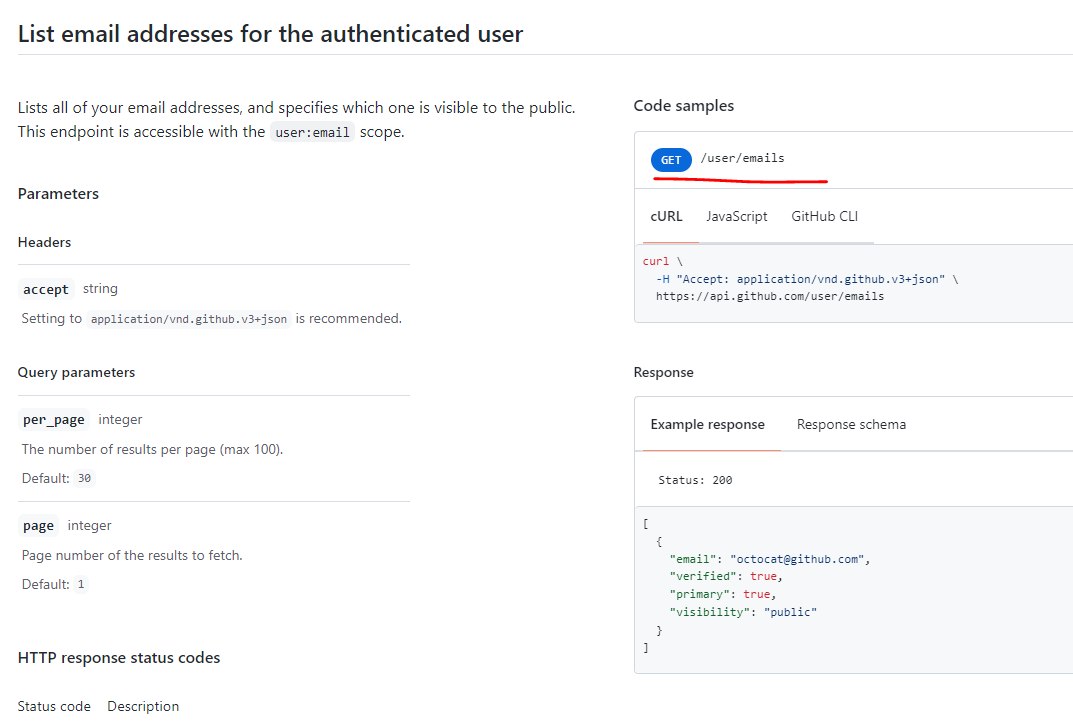 List email addresses for the authenticated user
Lists all of your email addresses, and specifies which one is visible to the public.
This endpoint is accessible with the user:email scope.
Parameters
Headers
accept string
Setting to application/vnd.github.v3+json is recommended.
Query parameters
per_page integer
The number of results per page (max 100).
Default: 30
page integer
Page number of the results to fetch.
Default: 1
HTTP response status codes
Status code Description
Code samples
GET /user/emails
cURL JavaScript GitHub CLI
curl \
-H "Accept: application/vnd.github.v3+json" \
https://api.github.com/user/emails
Response
Example response Response schema
Status: 200
[
{
"email": "octocat@github.com",
"verified": true,
"primary": true,
"visibility": "public"
}
]